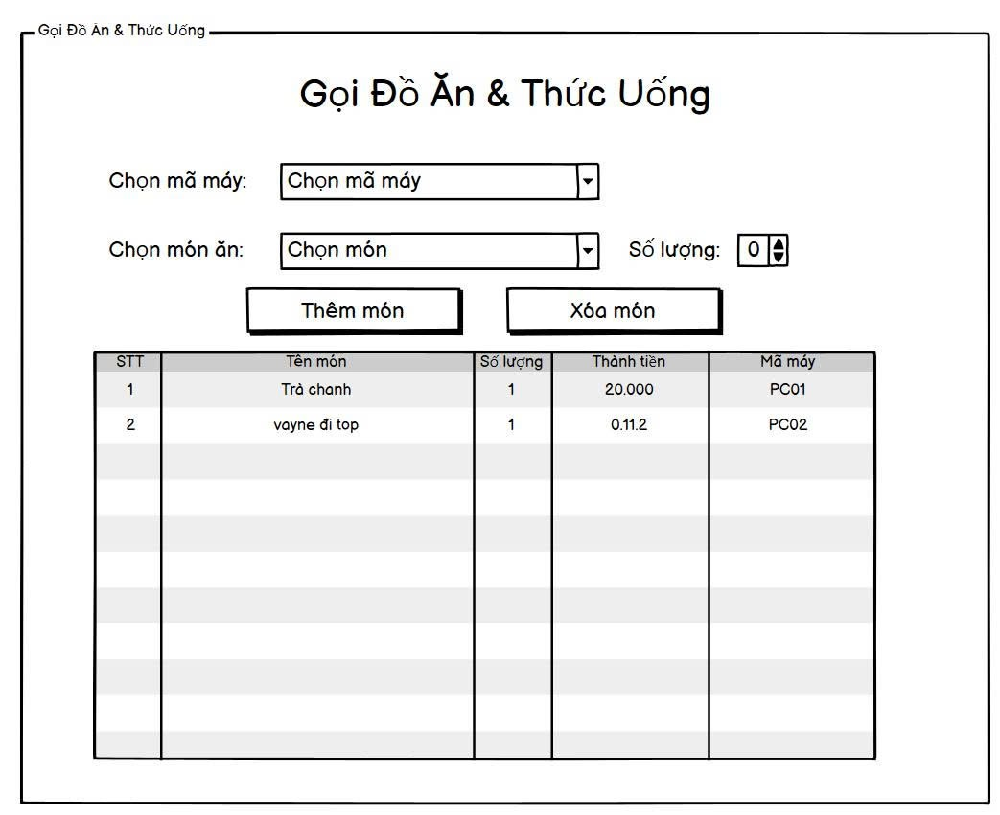 Gọi Đồ Ăn & Thức Uống
Gọi Đồ Ăn & Thức Uống
Chọn mã máy: Chọn mã máy
Chọn món ăn: Chọn món Số lượng: 0
Thêm món Xóa món
STT Tên món Số lượng Thành tiền Mã máy
1 Trà chanh 1 20.000 PC01
2 vayne đi top 1 0.11.2 PC02